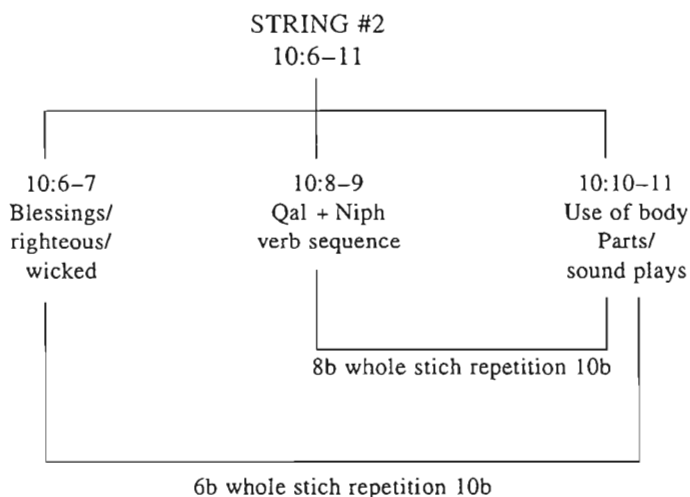 STRING #2
10:6–11
10:6–7
Blessings/
righteous/
wicked
10:8–9
Qal + Niph
verb sequence
10:10–11
Use of body
Parts/
sound plays
8b whole stich repetition 10b
6b whole stich repetition 10b